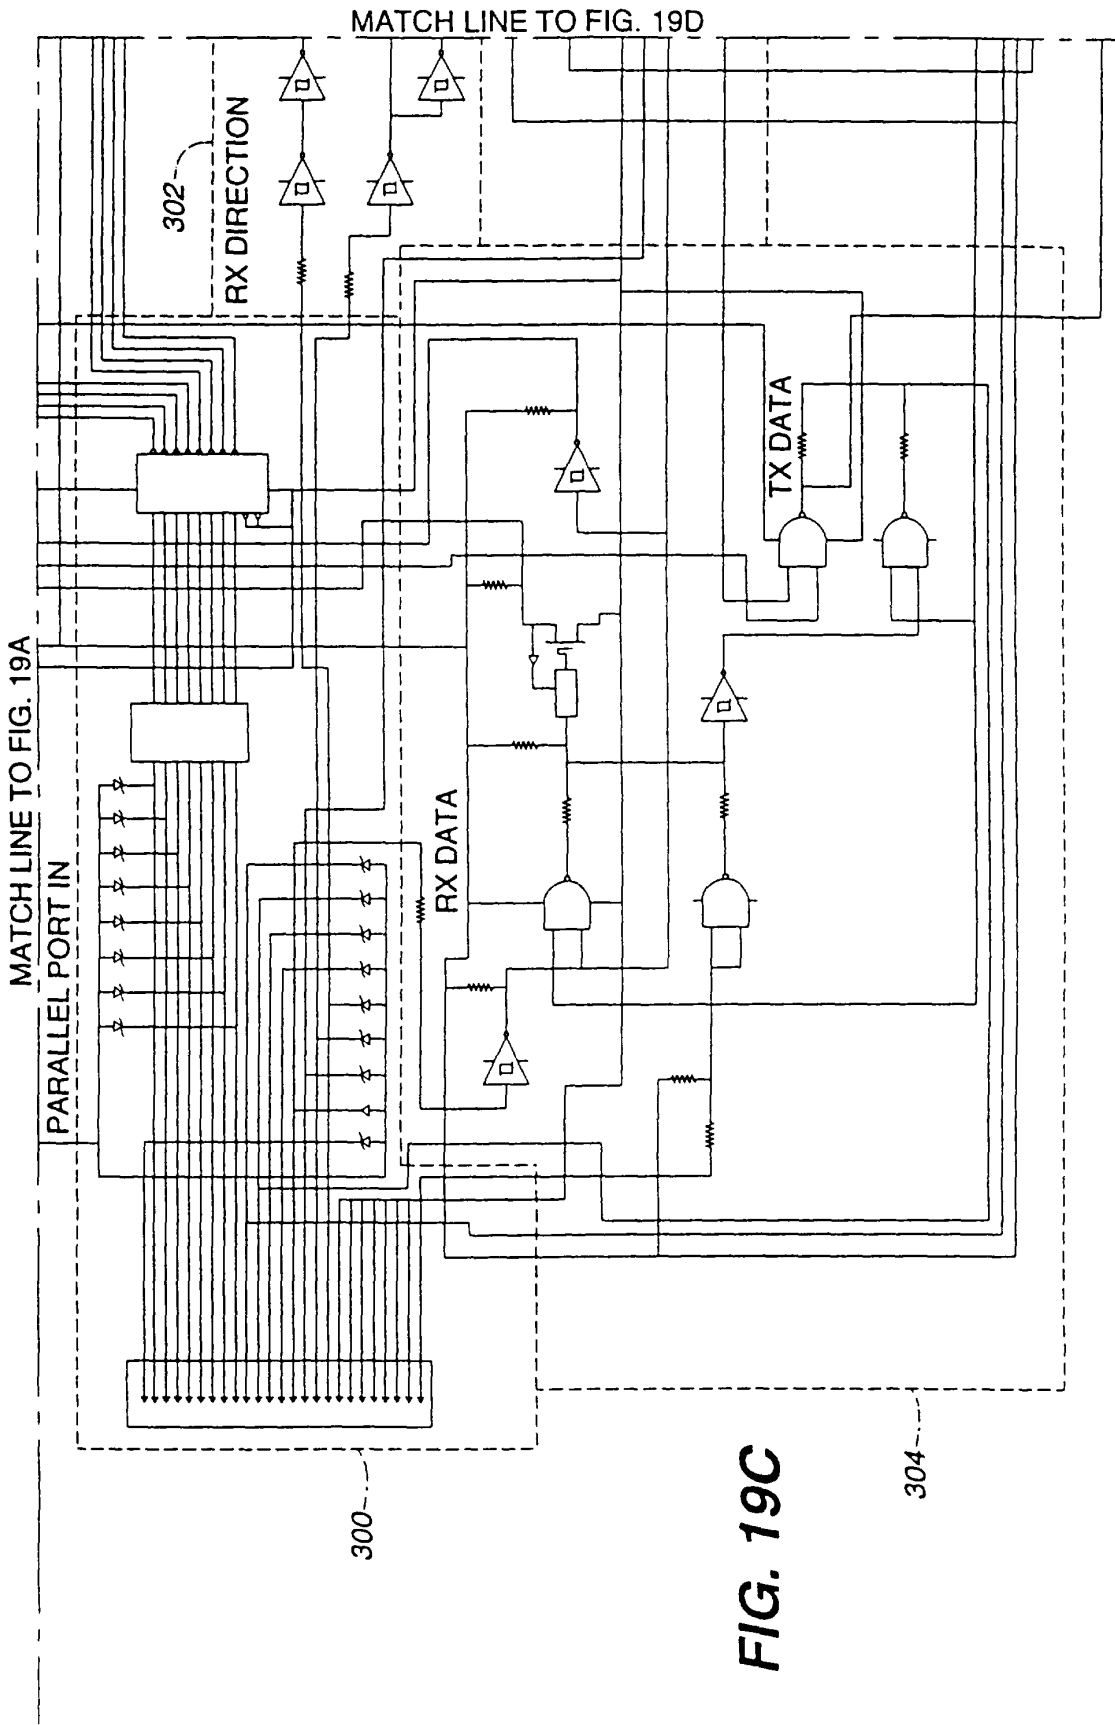 MATCH LINE TO FIG. 19D
MATCH LINE TO FIG. 19A
PARALLEL PORT IN
302
RX DIRECTION
RX DATA
TX DATA
300
304
FIG. 19C